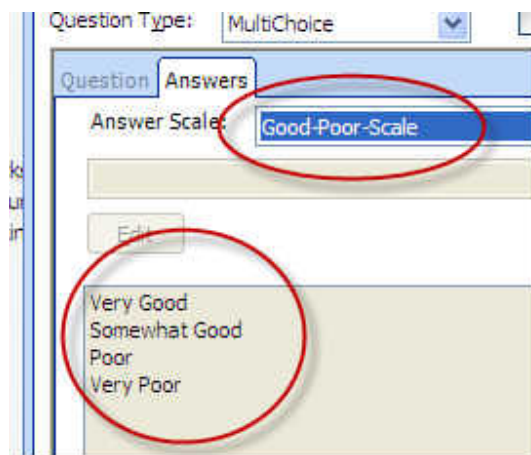 Question Type: MultiChoice
Question Answers
Answer Scale: Good-Poor-Scale
Edit
Very Good
Somewhat Good
Poor
Very Poor